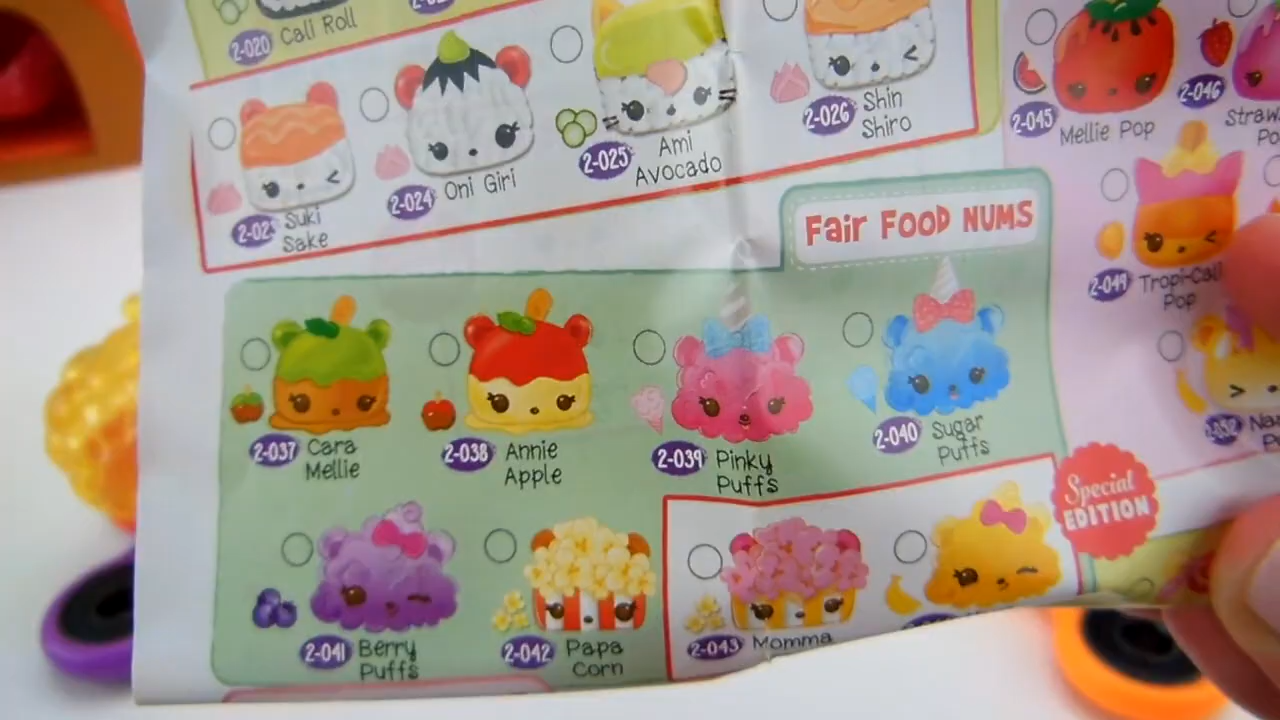 2-020 Cali Roll
Suki
Sake
2-024 Oni Giri
2-025 Ami
Avocado
2-026 Shin
Shiro
2-045 Mellie Pop
2-046
2-049 Tropi-Cali
Pop
Fair Food NUMS
2-037 Cara
Mellie
2-038 Annie
Apple
2-039 Pinky
Puffs
2-040 Sugar
Puffs
2-041 Berry
Puffs
2-042 Papa
Corn
2-043 Momma
Special
EDITION